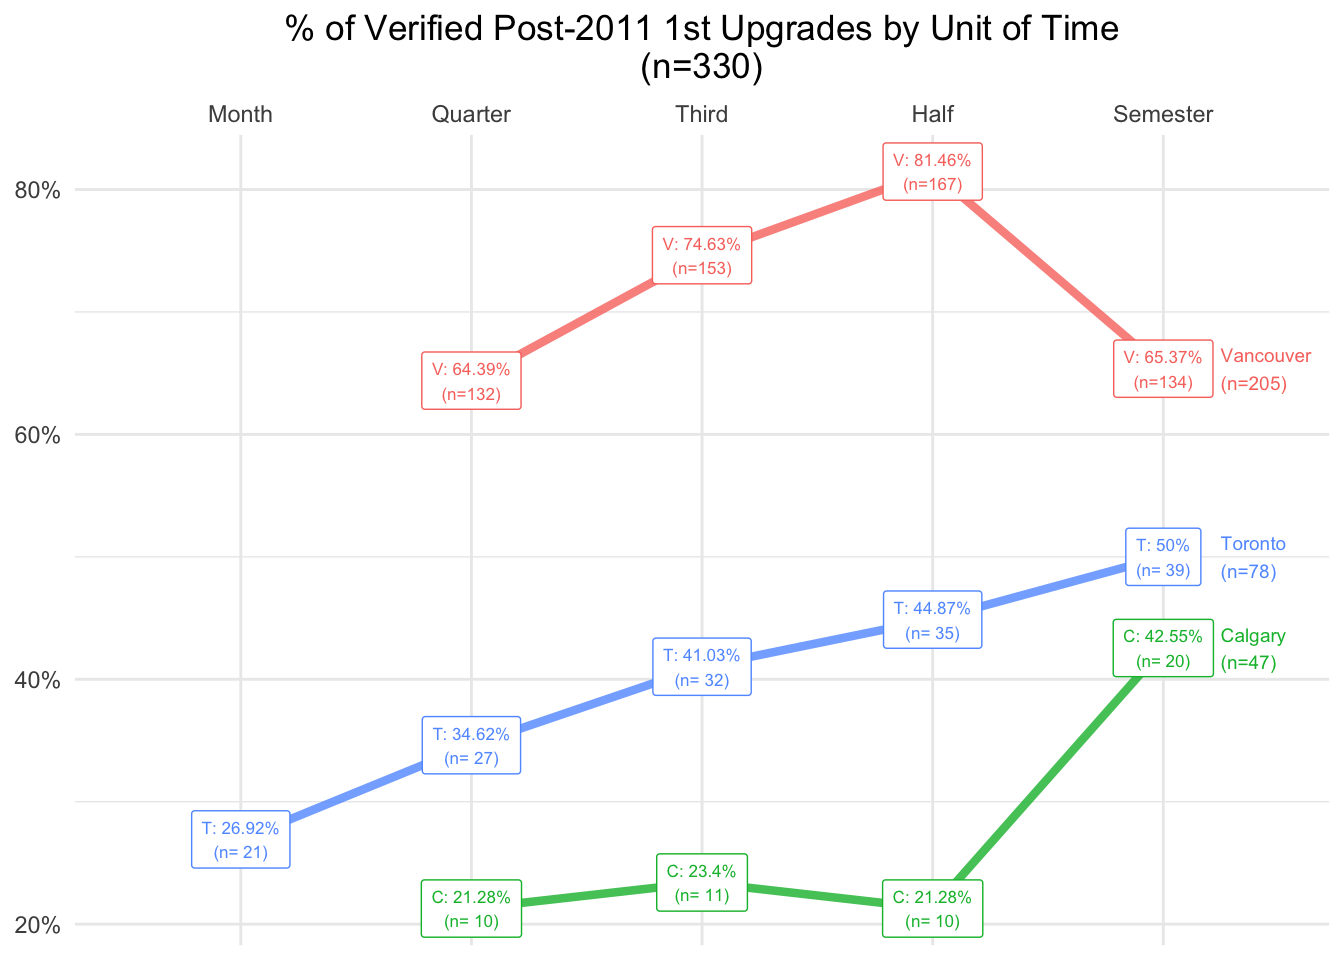 % of Verified Post-2011 1st Upgrades by Unit of Time
(n=330)
Month
Quarter
Third
Half
Semester
80%
60%
40%
20%
V: 64.39%
(n=132)
V: 74.63%
(n=153)
V: 81.46%
(n=167)
V: 65.37%
(n=134)
Vancouver
(n=205)
T: 26.92%
(n= 21)
T: 34.62%
(n= 27)
T: 41.03%
(n= 32)
T: 44.87%
(n= 35)
T: 50%
(n= 39)
Toronto
(n=78)
C: 21.28%
(n= 10)
C: 23.4%
(n= 11)
C: 21.28%
(n= 10)
C: 42.55%
(n= 20)
Calgary
(n=47)